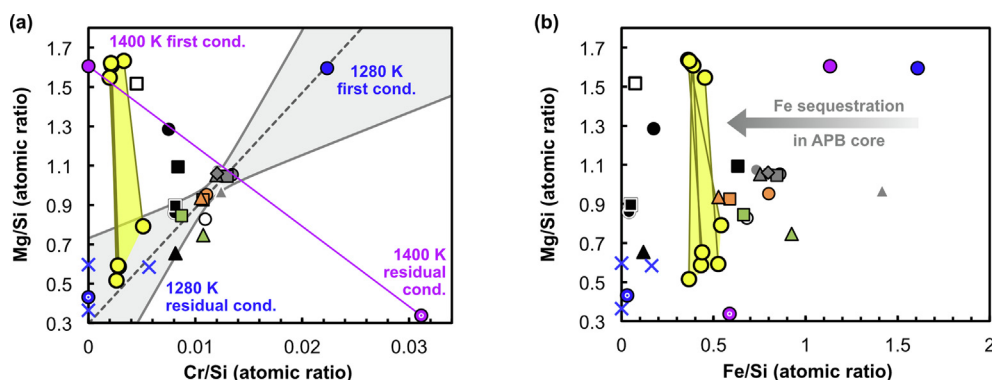 (a)
Mg/Si (atomic ratio)
1.7
1.5
1.3
1.1
0.9
0.7
0.5
0.3
1400 K first cond.
1280 K
first cond.
1280 K
residual cond.
1400 K
residual
cond.
0
0.01
0.02
0.03
Cr/Si (atomic ratio)
(b)
Mg/Si (atomic ratio)
1.7
1.5
1.3
1.1
0.9
0.7
0.5
0.3
Fe sequestration
in APB core
0
0.5
1
1.5
2
Fe/Si (atomic ratio)